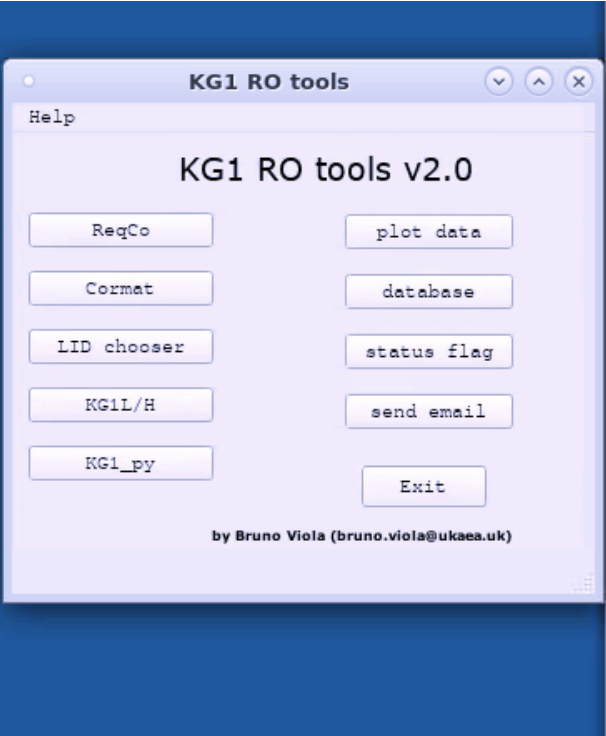 KG1 RO tools
Help
KG1 RO tools v2.0
ReqCo
plot data
Cormat
database
LID chooser
status flag
KG1L/H
send email
KG1_py
Exit
by Bruno Viola (bruno.viola@ukaea.uk)